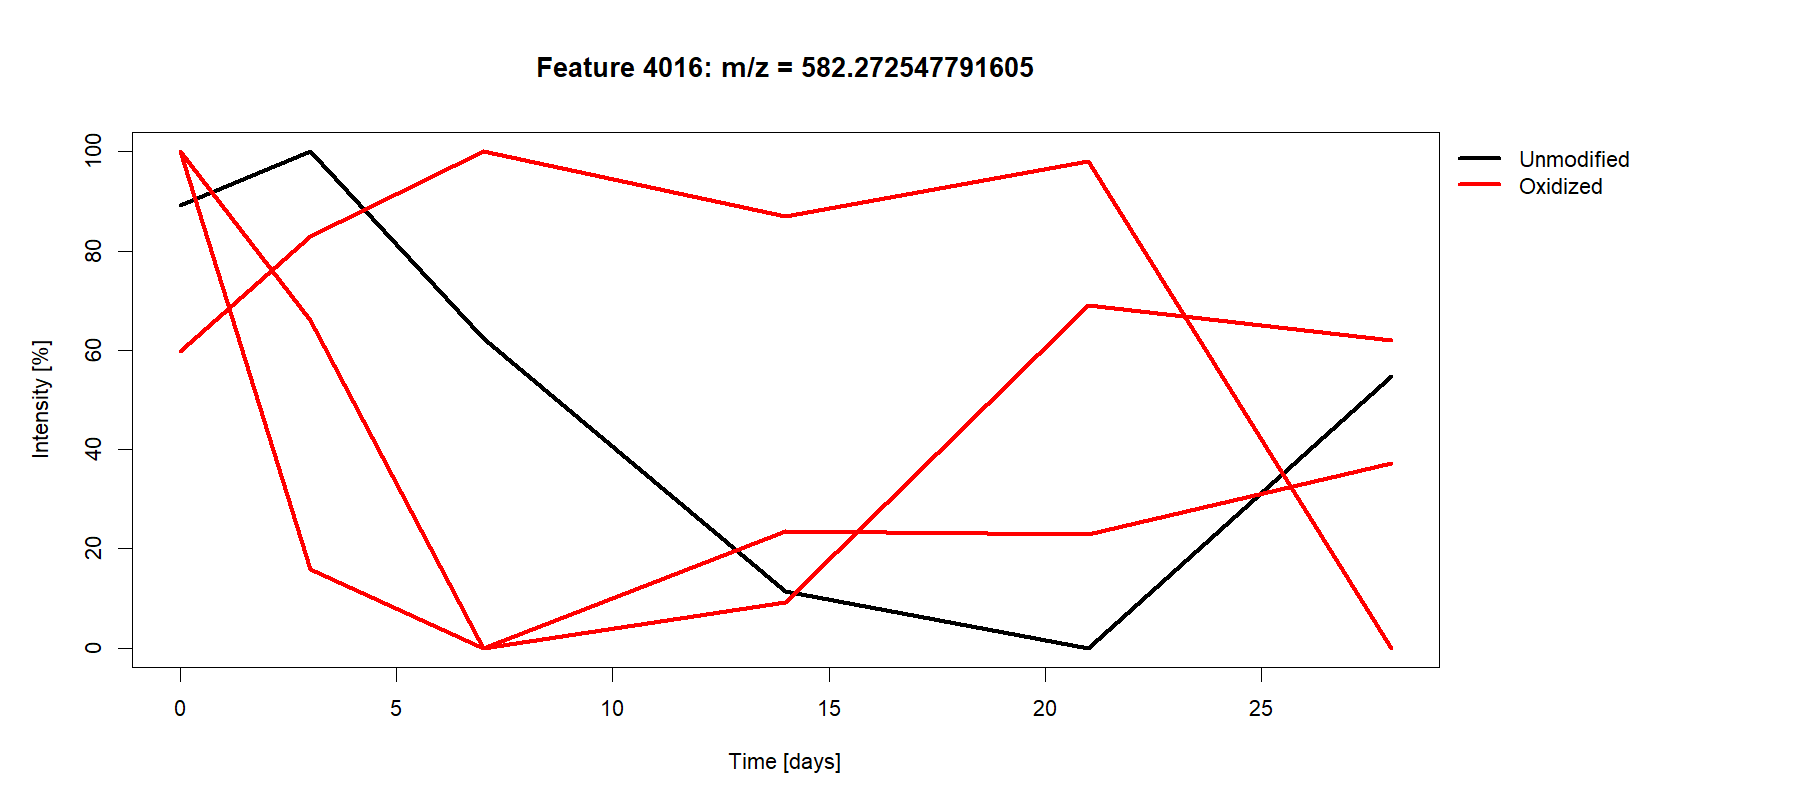 Feature 4016: m/z = 582.272547791605
Unmodified
Oxidized
Intensity [%]
100
80
60
40
20
0
0 5 10 15 20 25
Time [days]